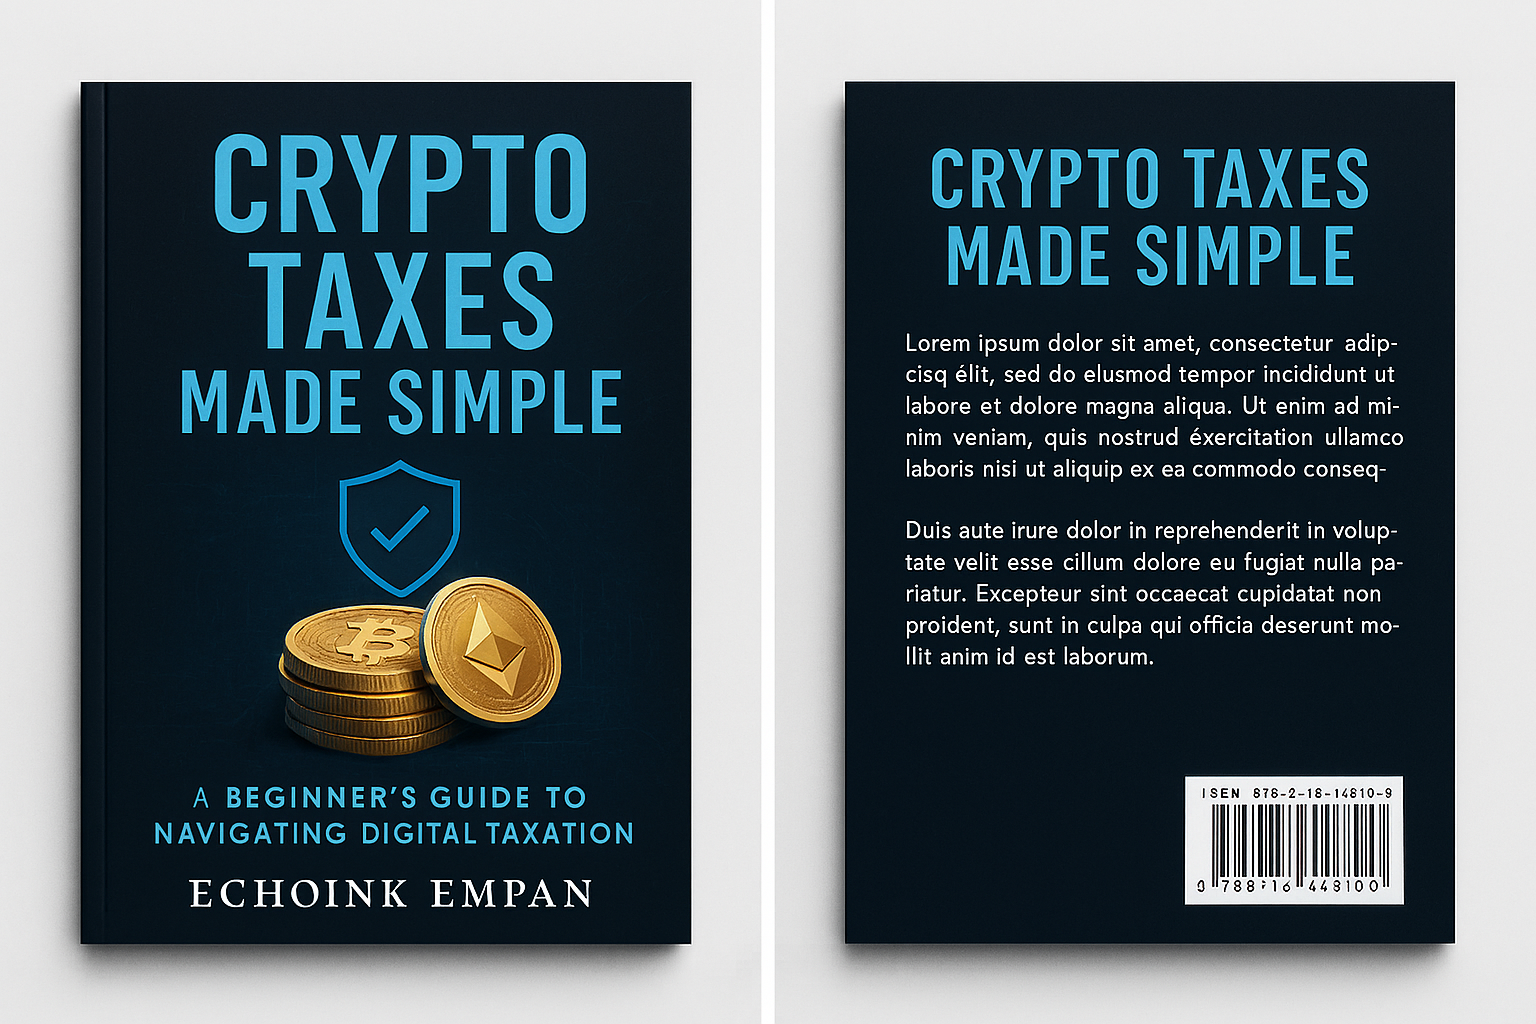 CRYPTO
TAXES
MADE SIMPLE
A BEGINNER'S GUIDE TO
NAVIGATING DIGITAL TAXATION
ECHOINK EMPAN
CRYPTO TAXES
MADE SIMPLE
Lorem ipsum dolor sit amet, consectetur adip-
cisq élit, sed do elusmod tempor incididunt ut
labore et dolore magna aliqua. Ut enim ad mi-
nim veniam, quis nostrud éxercitation ullamco
laboris nisi ut aliquip ex ea commodo conseq-
Duis aute irure dolor in reprehenderit in volup-
tate velit esse cillum dolore eu fugiat nulla pa-
riatur. Excepteur sint occaecat cupidatat non
proident, sunt in culpa qui officia deserunt mo-
llit anim id est laborum.
ISEN 878-2-18-14810-9
448100